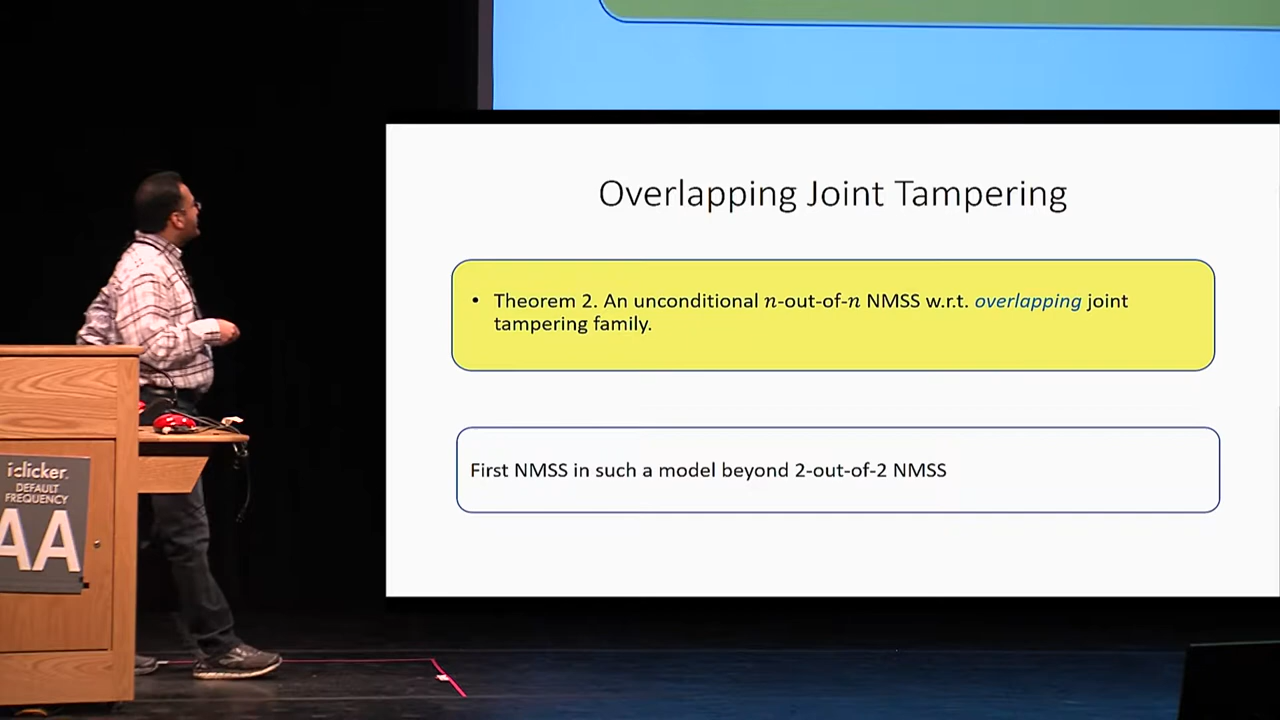 Overlapping Joint Tampering
• Theorem 2. An unconditional n-out-of-n NMSS w.r.t. overlapping joint
tampering family.
First NMSS in such a model beyond 2-out-of-2 NMSS
iclicker.
DEFAULT
FREQUENCY
AA